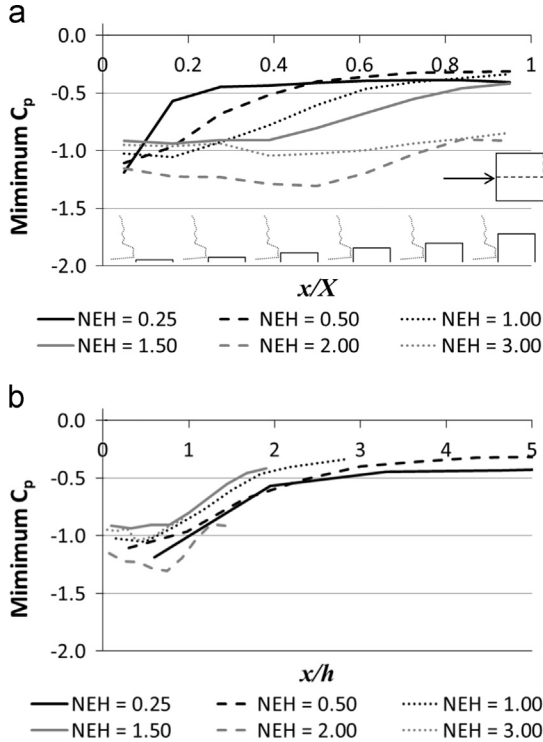 a
0.0
0 0.2 0.4 0.6 0.8 1
-0.5
-1.0
-1.5
-2.0
Mimimum Cp
x/X
NEH = 0.25 NEH = 0.50 NEH = 1.00
NEH = 1.50 NEH = 2.00 NEH = 3.00
b
0.0
0 1 2 3 4 5
-0.5
-1.0
-1.5
-2.0
Mimimum Cp
x/h
NEH = 0.25 NEH = 0.50 NEH = 1.00
NEH = 1.50 NEH = 2.00 NEH = 3.00